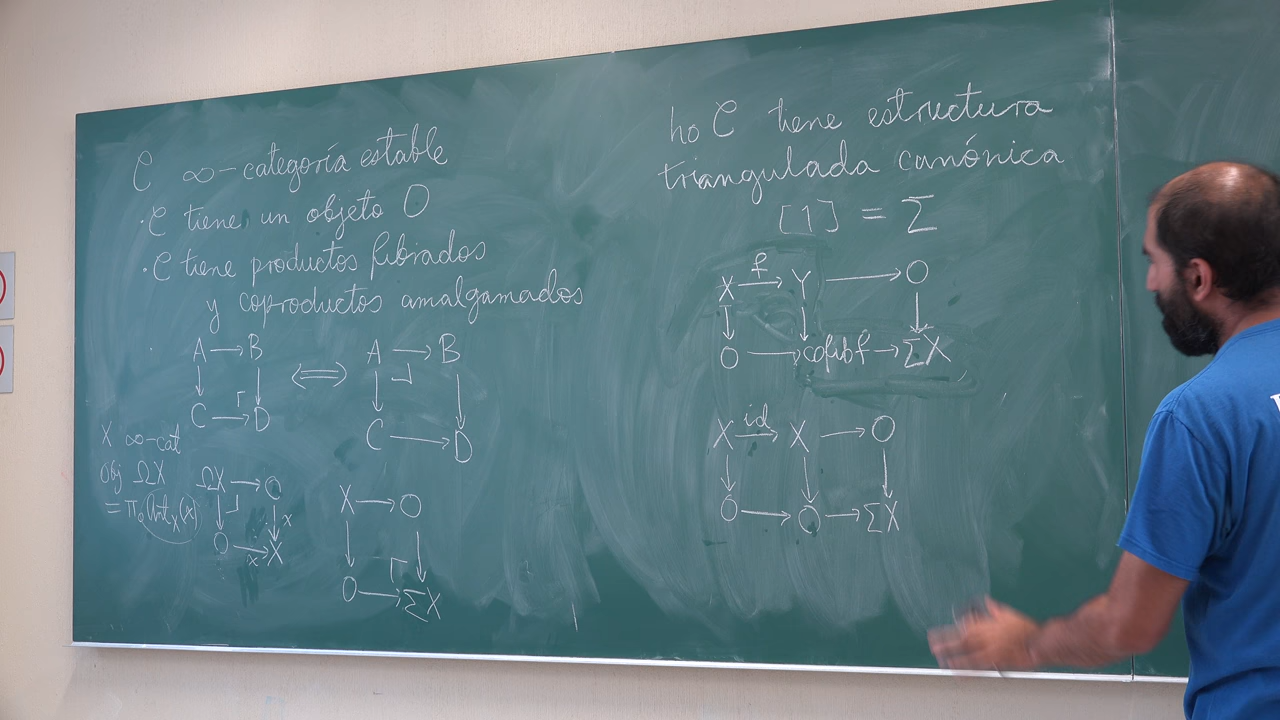 C ∞-categoría estable
· C tiene un objeto 0
· C tiene productos fibrados
y coproductos amalgamados
A → B
↓ ↓
C → D
⟺
A → B
↓ ↓
C → D
X ∞-cat
Obj ΩX
ΩX → 0
↓ ↓ x
0 → X
x
X → 0
↓ ↓
0 → ΣX
ho C tiene estructura
triangulada canónica
[1] = Σ
f
X → Y → 0
↓ ↓ ↓
0 → cofib f → ΣX
id
X → X → 0
↓ ↓ ↓
0 → 0 → ΣX